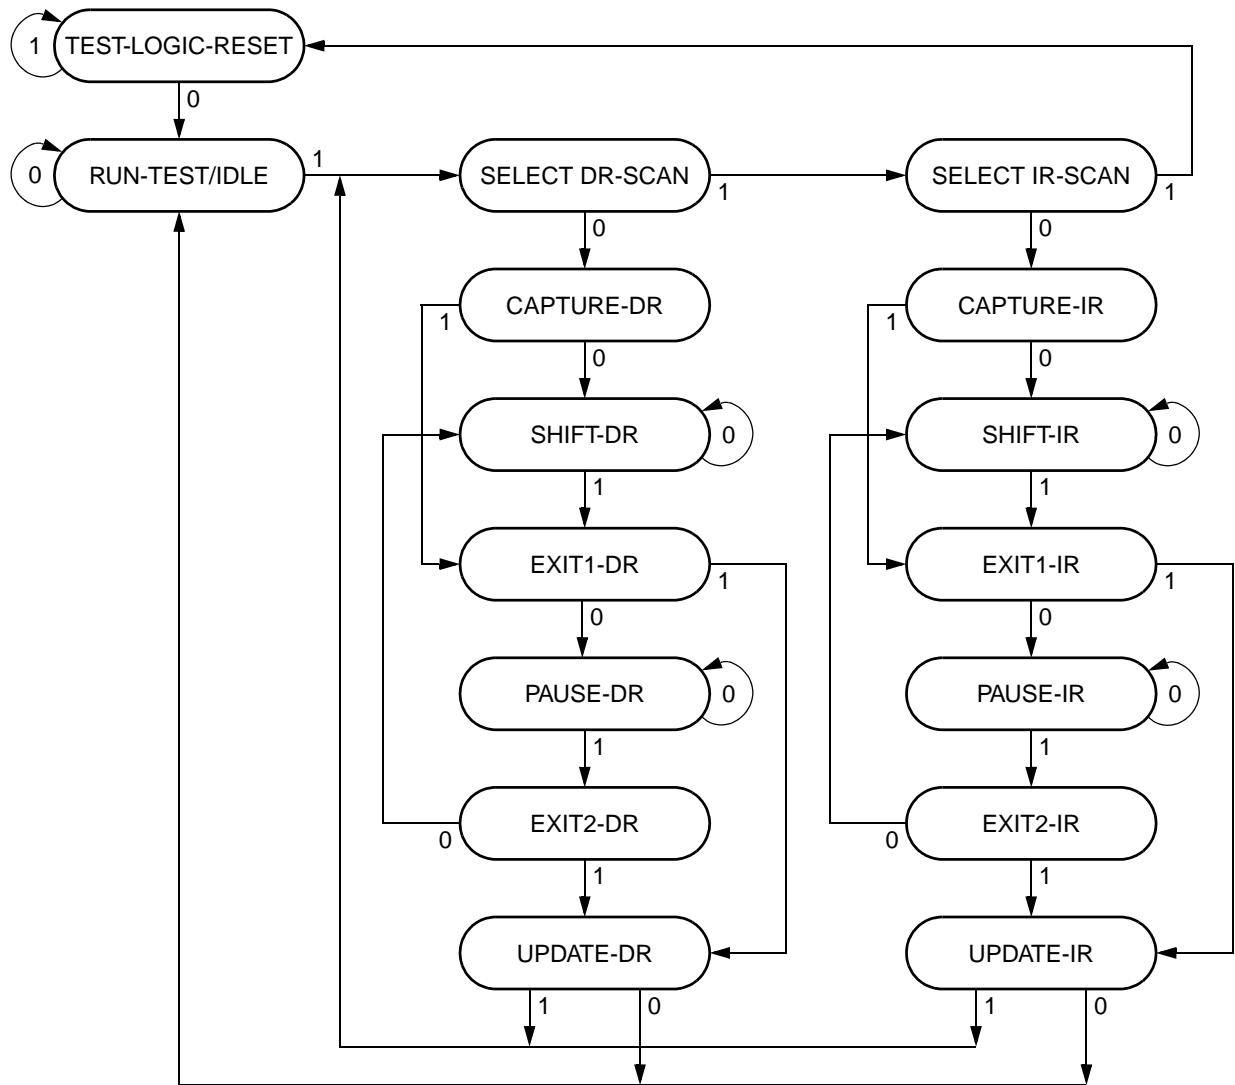 1
TEST-LOGIC-RESET
0
0
RUN-TEST/IDLE
1
SELECT DR-SCAN
1
SELECT IR-SCAN
1
0
0
CAPTURE-DR
1
0
CAPTURE-IR
1
0
SHIFT-DR
0
1
SHIFT-IR
0
1
EXIT1-DR
1
0
EXIT1-IR
1
0
PAUSE-DR
0
1
PAUSE-IR
0
1
EXIT2-DR
0
1
EXIT2-IR
0
1
UPDATE-DR
1
0
UPDATE-IR
1
0